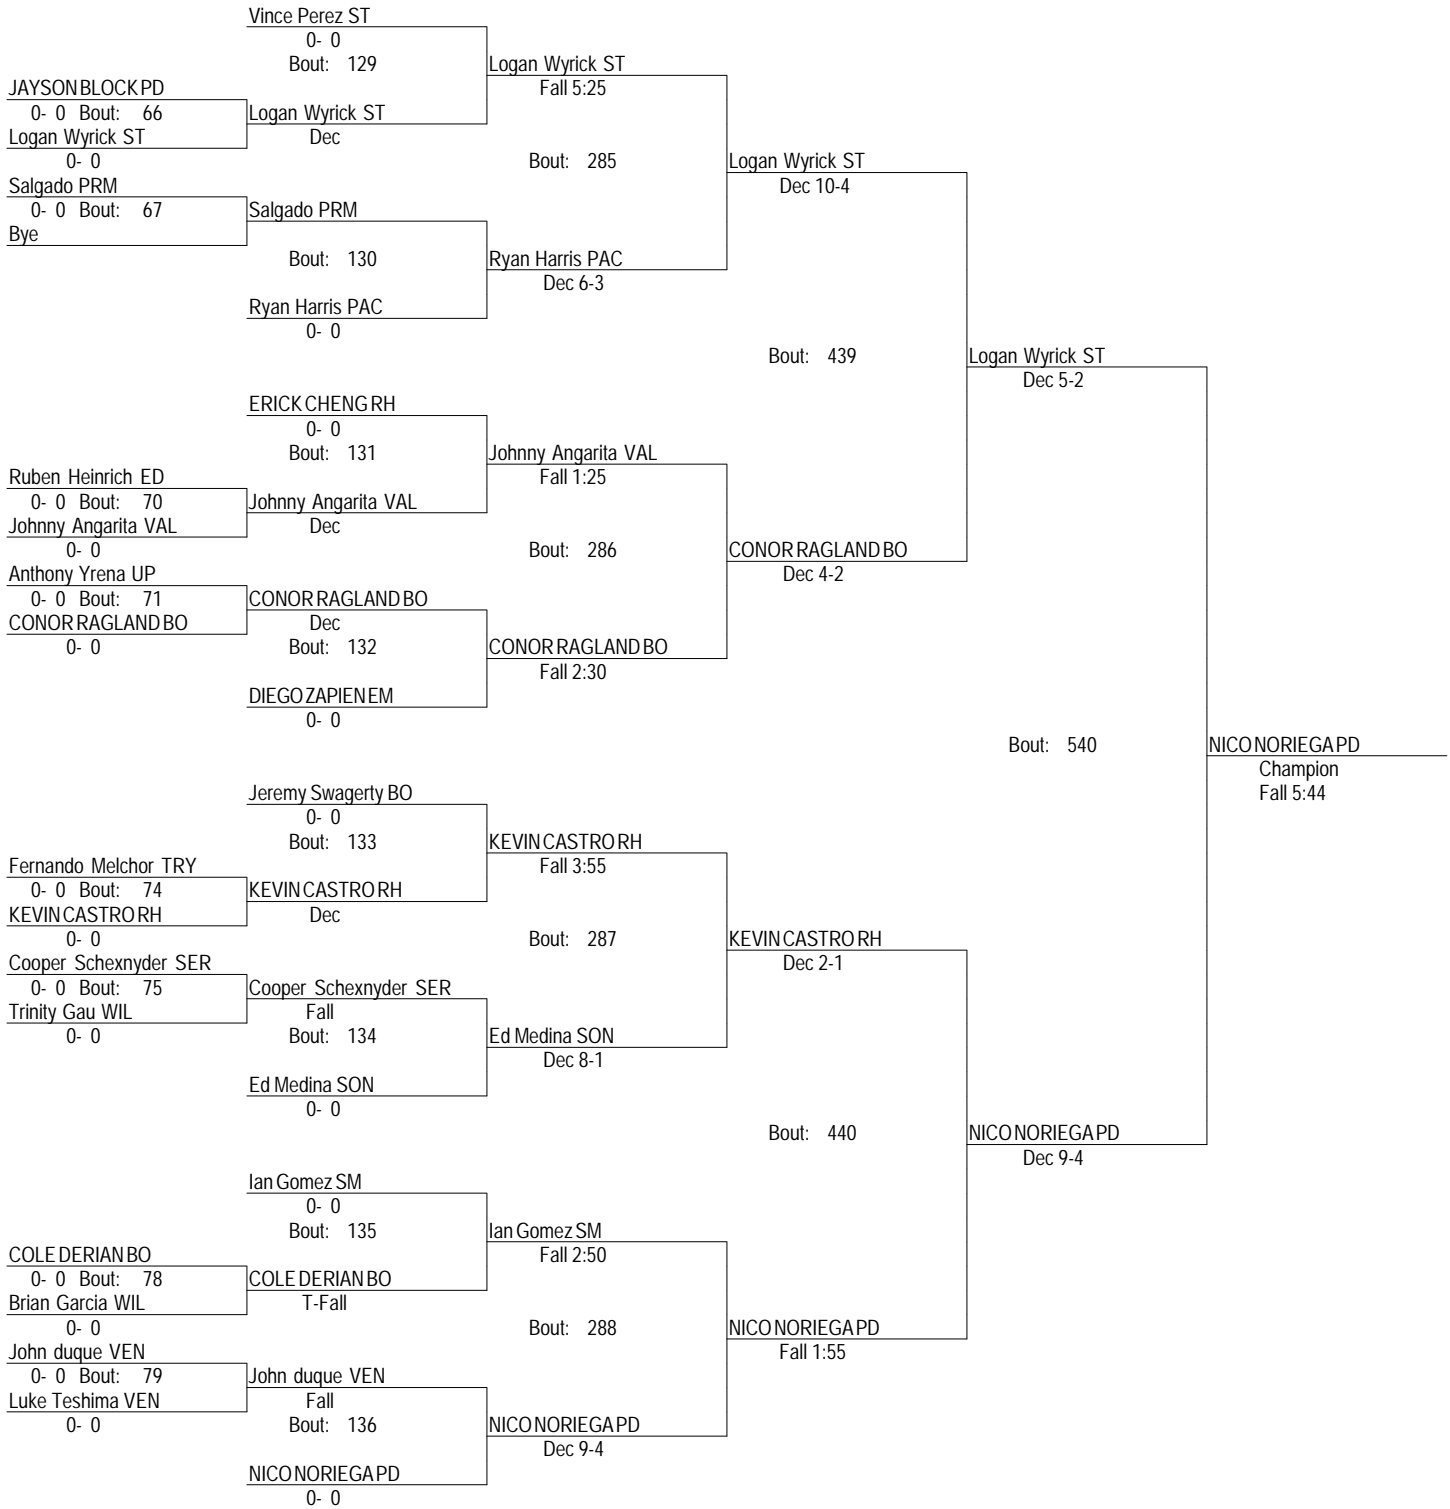 Vince Perez ST
0- 0
Bout: 129
Logan Wyrick ST
Fall 5:25
JAYSON BLOCK PD
0- 0 Bout: 66
Logan Wyrick ST
Dec
Logan Wyrick ST
0- 0
Bout: 285
Logan Wyrick ST
Dec 10-4
Salgado PRM
0- 0 Bout: 67
Salgado PRM
Bye
Bout: 130
Ryan Harris PAC
Dec 6-3
Ryan Harris PAC
0- 0
Bout: 439
Logan Wyrick ST
Dec 5-2
ERICK CHENG RH
0- 0
Bout: 131
Johnny Angarita VAL
Fall 1:25
Ruben Heinrich ED
0- 0 Bout: 70
Johnny Angarita VAL
Dec
Johnny Angarita VAL
0- 0
Bout: 286
CONOR RAGLAND BO
Dec 4-2
Anthony Yrena UP
0- 0 Bout: 71
CONOR RAGLAND BO
Dec
CONOR RAGLAND BO
0- 0
Bout: 132
CONOR RAGLAND BO
Fall 2:30
DIEGO ZAPIEN EM
0- 0
Bout: 540
NICO NORIEGA PD
Champion
Fall 5:44
Jeremy Swagerty BO
0- 0
Bout: 133
KEVIN CASTRO RH
Fall 3:55
Fernando Melchor TRY
0- 0 Bout: 74
KEVIN CASTRO RH
Dec
KEVIN CASTRO RH
0- 0
Bout: 287
KEVIN CASTRO RH
Dec 2-1
Cooper Schexnyder SER
0- 0 Bout: 75
Cooper Schexnyder SER
Fall
Trinity Gau WIL
0- 0
Bout: 134
Ed Medina SON
Dec 8-1
Ed Medina SON
0- 0
Bout: 440
NICO NORIEGA PD
Dec 9-4
Ian Gomez SM
0- 0
Bout: 135
Ian Gomez SM
Fall 2:50
COLE DERIAN BO
0- 0 Bout: 78
COLE DERIAN BO
T-Fall
Brian Garcia WIL
0- 0
Bout: 288
NICO NORIEGA PD
Fall 1:55
John duque VEN
0- 0 Bout: 79
John duque VEN
Fall
Luke Teshima VEN
0- 0
Bout: 136
NICO NORIEGA PD
Dec 9-4
NICO NORIEGA PD
0- 0